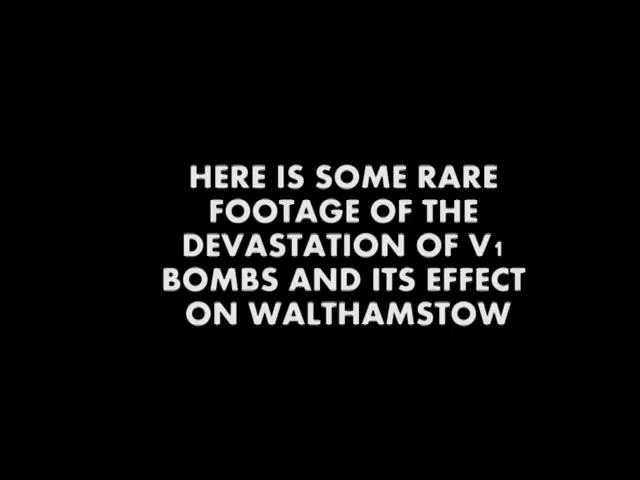 HERE IS SOME RARE
FOOTAGE OF THE
DEVASTATION OF V1
BOMBS AND ITS EFFECT
ON WALTHAMSTOW